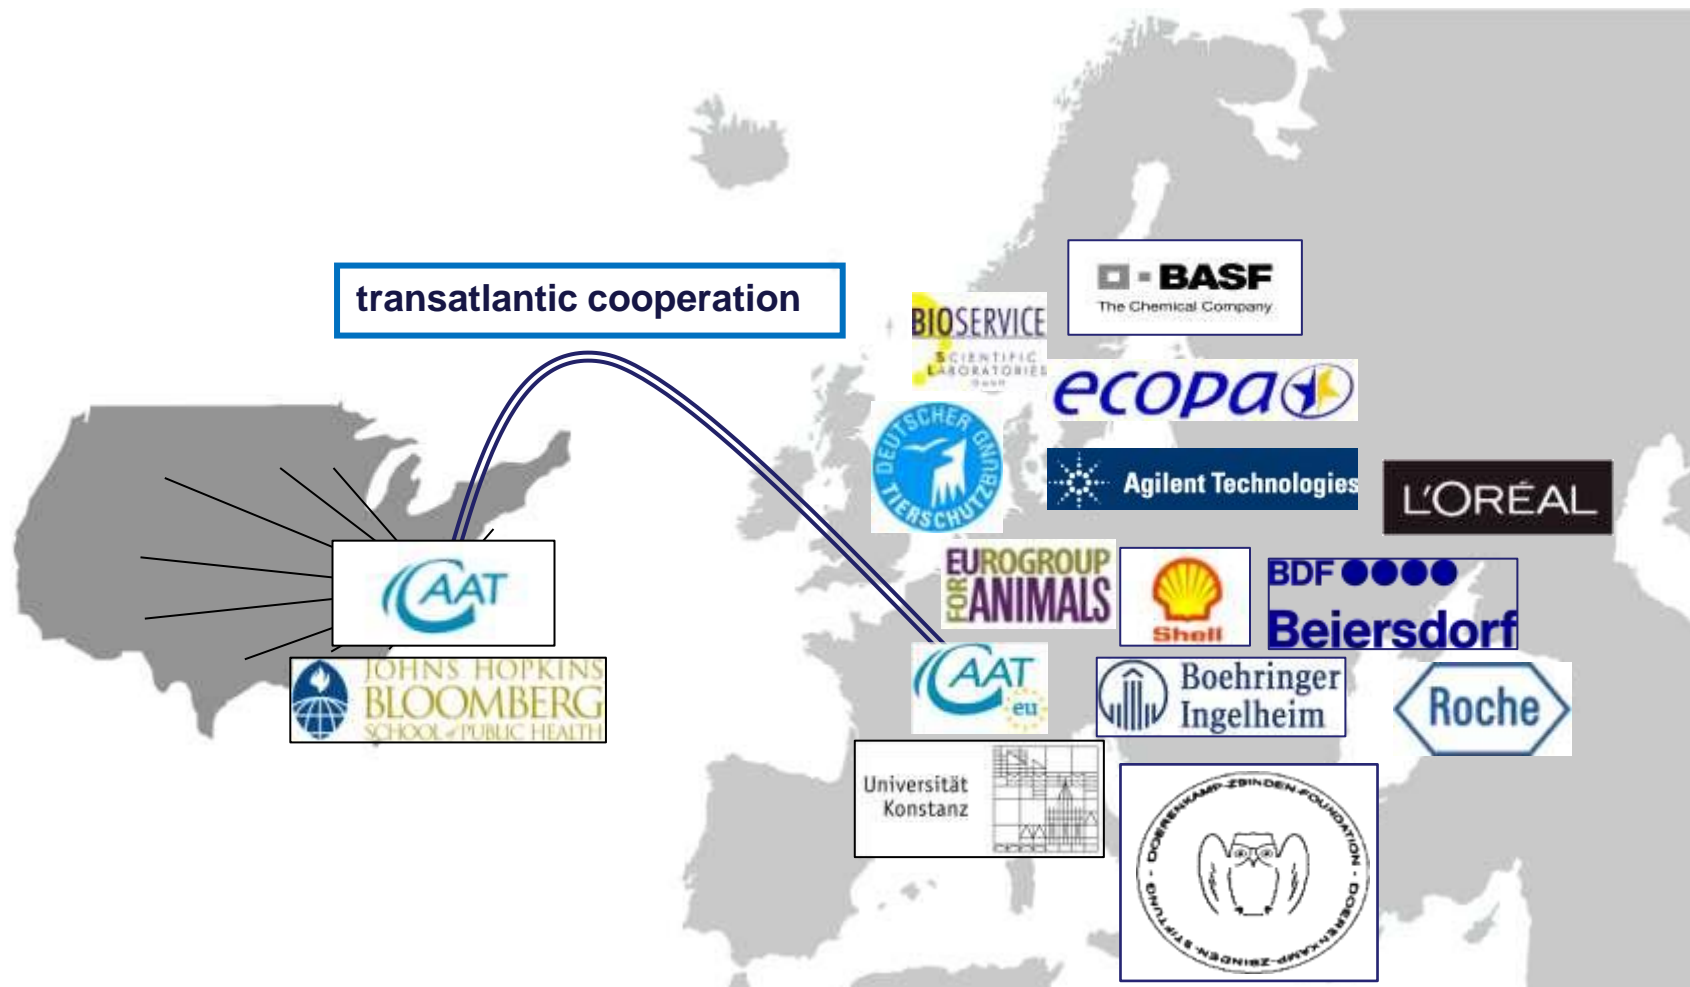 transatlantic cooperation
BIOSERVICE
SCIENTIFIC
LABORATORIES
GmbH
BASF
The Chemical Company
ecopa
DEUTSCHER
TIERSCHUTZBUND
Agilent Technologies
L'ORÉAL
CAAT
EUROGROUP
FOR ANIMALS
Shell
BDF
Beiersdorf
JOHNS HOPKINS
BLOOMBERG
SCHOOL of PUBLIC HEALTH
CAAT
eu
Boehringer
Ingelheim
Roche
Universität
Konstanz
DOERENKAMP-ZBINDEN-FOUNDATION - DOERENKAMP-ZBINDEN-STIFTUNG -